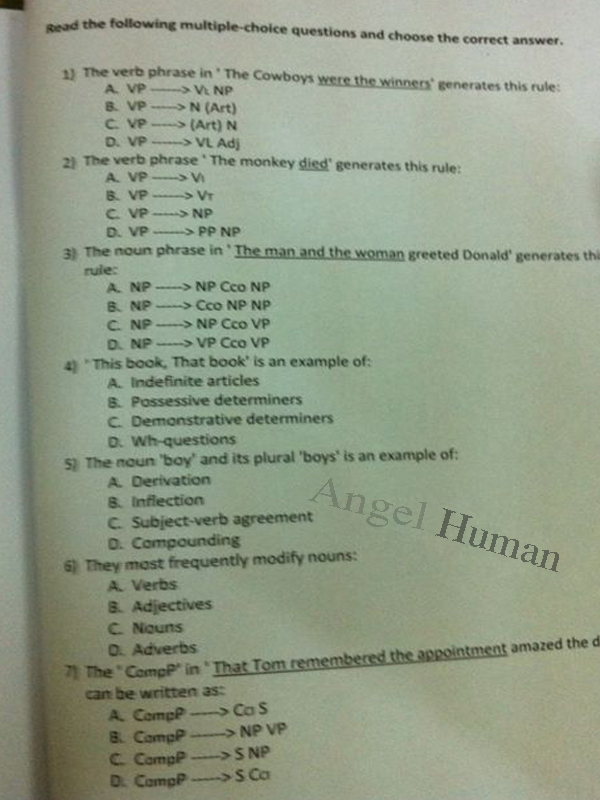 Read the following multiple-choice questions and choose the correct answer.
1) The verb phrase in ' The Cowboys were the winners' generates this rule:
A. VP -----> VL NP
B. VP -----> N (Art)
C. VP -----> (Art) N
D. VP -----> VL Adj
2) The verb phrase ' The monkey died' generates this rule:
A. VP -----> VI
B. VP -----> VT
C. VP -----> NP
D. VP -----> PP NP
3) The noun phrase in ' The man and the woman greeted Donald' generates thi
rule:
A. NP -----> NP Cco NP
B. NP -----> Cco NP NP
C. NP -----> NP Cco VP
D. NP -----> VP Cco VP
4) ' This book, That book' is an example of:
A. Indefinite articles
B. Possessive determiners
C. Demonstrative determiners
D. Wh-questions
5) The noun 'boy' and its plural 'boys' is an example of:
A. Derivation
B. Inflection
C. Subject-verb agreement
D. Compounding
Angel Human
6) They most frequently modify nouns:
A. Verbs
B. Adjectives
C. Nouns
D. Adverbs
7) The " CompP" in ' That Tom remembered the appointment amazed the d
can be written as:
A. CompP -----> S
B. CompP -----> NP VP
C. CompP -----> S NP
D. CompP -----> S